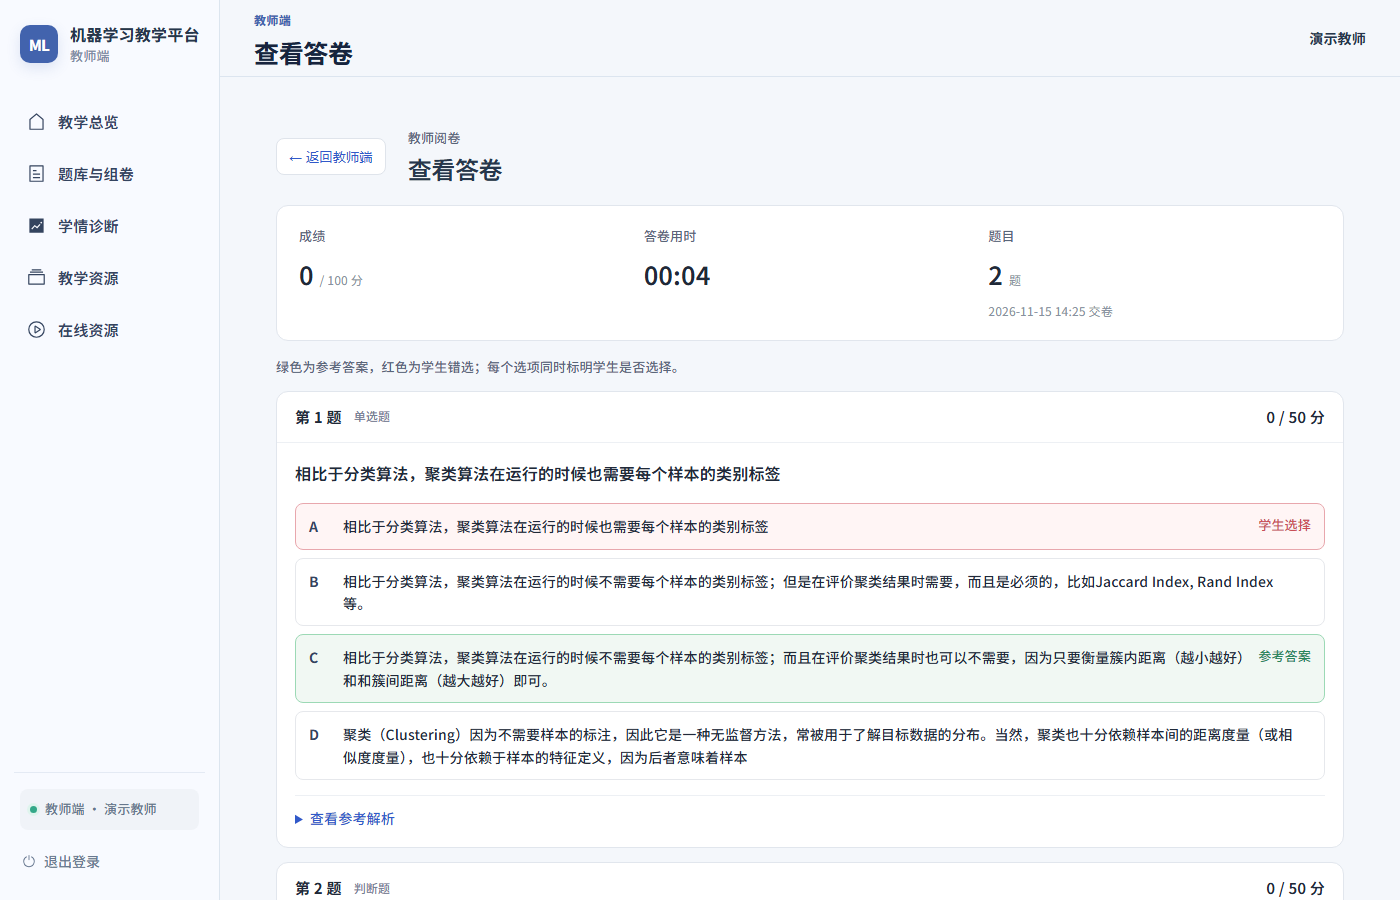 ML
机器学习教学平台
教师端
教学总览
题库与组卷
学情诊断
教学资源
在线资源
教师端 · 演示教师
退出登录
教师端
查看答卷
演示教师
← 返回教师端
教师阅卷
查看答卷
成绩
0 / 100 分
答卷用时
00:04
题目
2 题
2026-11-15 14:25 交卷
绿色为参考答案，红色为学生错选；每个选项同时标明学生是否选择。
第 1 题 单选题
0 / 50 分
相比于分类算法，聚类算法在运行的时候也需要每个样本的类别标签
A 相比于分类算法，聚类算法在运行的时候也需要每个样本的类别标签 学生选择
B 相比于分类算法，聚类算法在运行的时候不需要每个样本的类别标签；但是在评价聚类结果时需要，而且是必须的，比如Jaccard Index, Rand Index
等。
C 相比于分类算法，聚类算法在运行的时候不需要每个样本的类别标签；而且在评价聚类结果时也可以不需要，因为只要衡量簇内距离（越小越好） 参考答案
和和簇间距离（越大越好）即可。
D 聚类（Clustering）因为不需要样本的标注，因此它是一种无监督方法，常被用于了解目标数据的分布。当然，聚类也十分依赖样本间的距离度量（或相
似度度量），也十分依赖于样本的特征定义，因为后者意味着样本
▶ 查看参考解析
第 2 题 判断题
0 / 50 分